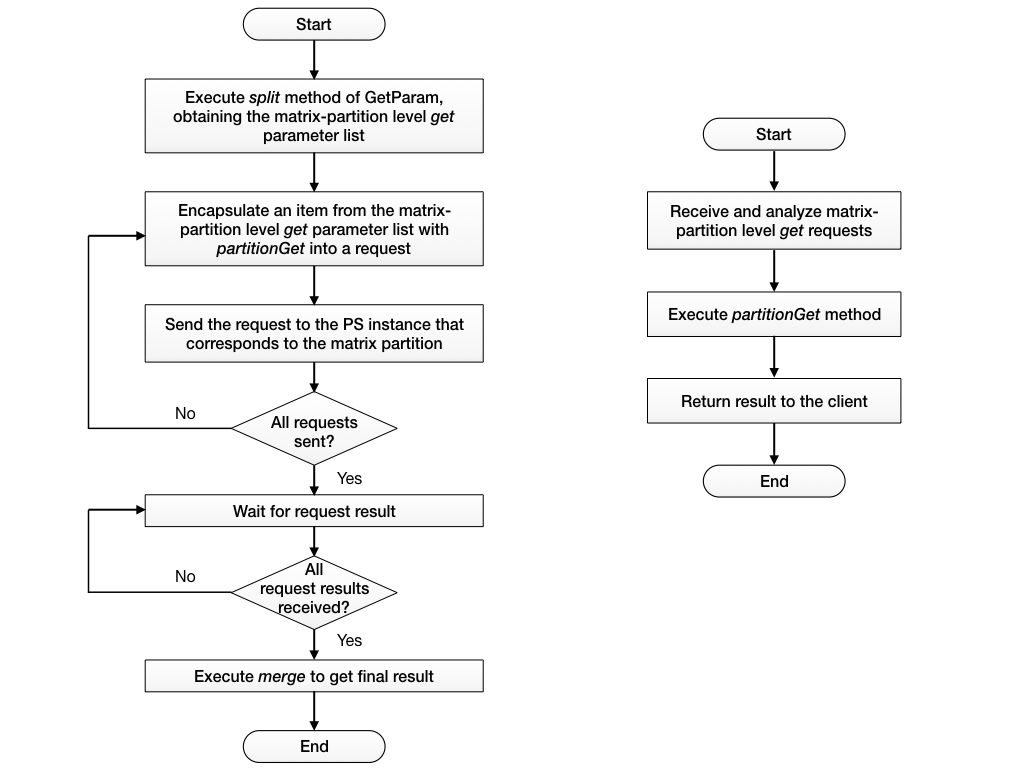 Start
Execute split method of GetParam,
obtaining the matrix-partition level get
parameter list
Encapsulate an item from the matrix-
partition level get parameter list with
partitionGet into a request
Send the request to the PS instance that
corresponds to the matrix partition
All requests
sent?
No
Yes
Wait for request result
All
request results
received?
No
Yes
Execute merge to get final result
End
Start
Receive and analyze matrix-
partition level get requests
Execute partitionGet method
Return result to the client
End